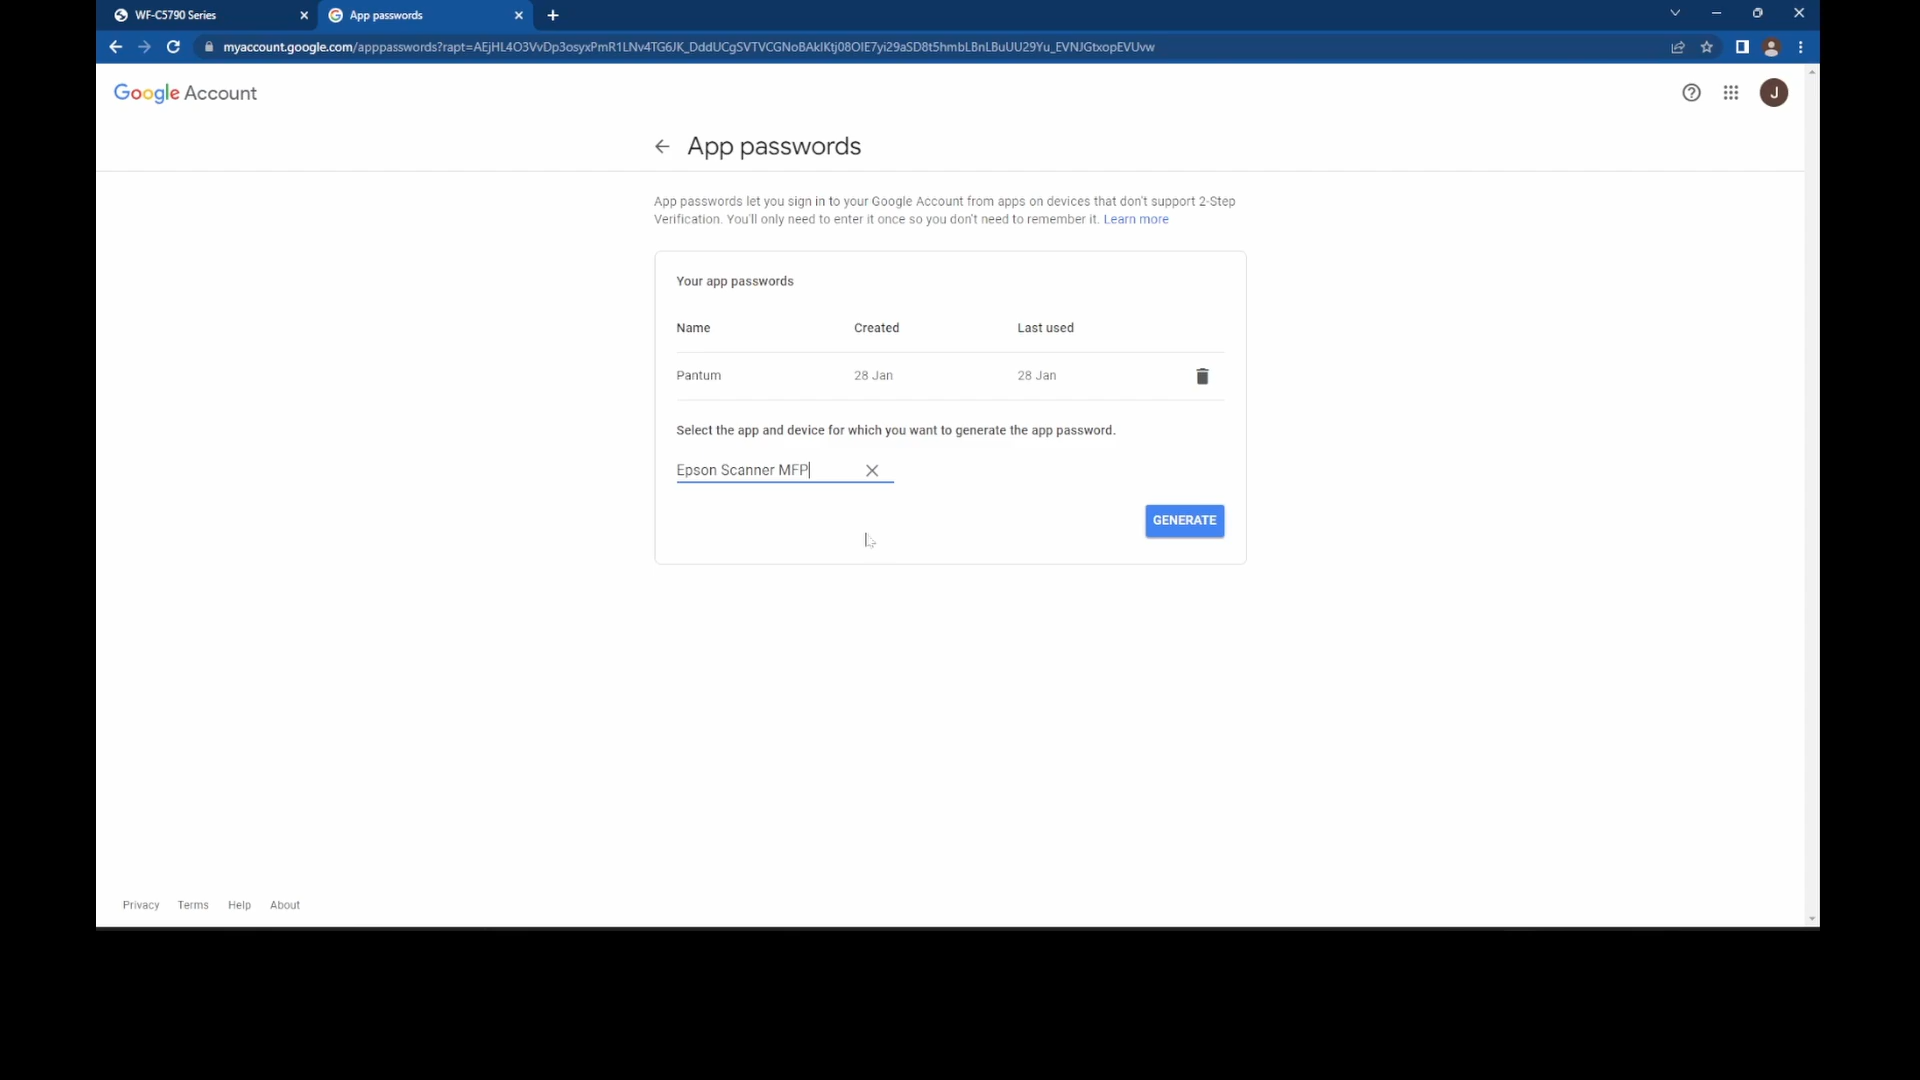 WF-C5790 Series
App passwords
myaccount.google.com/apppasswords?rapt=AEjHL4O3VvDp3osyxPmR1LNv4TG6JK_DddUCgSVTVCGNoBAklKtj08OlE7yi29aSD8t5hmbLBnLBuUU29Yu_EVNJGtxopEVUvw
Google Account
J
App passwords
App passwords let you sign in to your Google Account from apps on devices that don't support 2-Step
Verification. You'll only need to enter it once so you don't need to remember it. Learn more
Your app passwords
Name Created Last used
Pantum 28 Jan 28 Jan
Select the app and device for which you want to generate the app password.
Epson Scanner MFP
GENERATE
Privacy Terms Help About